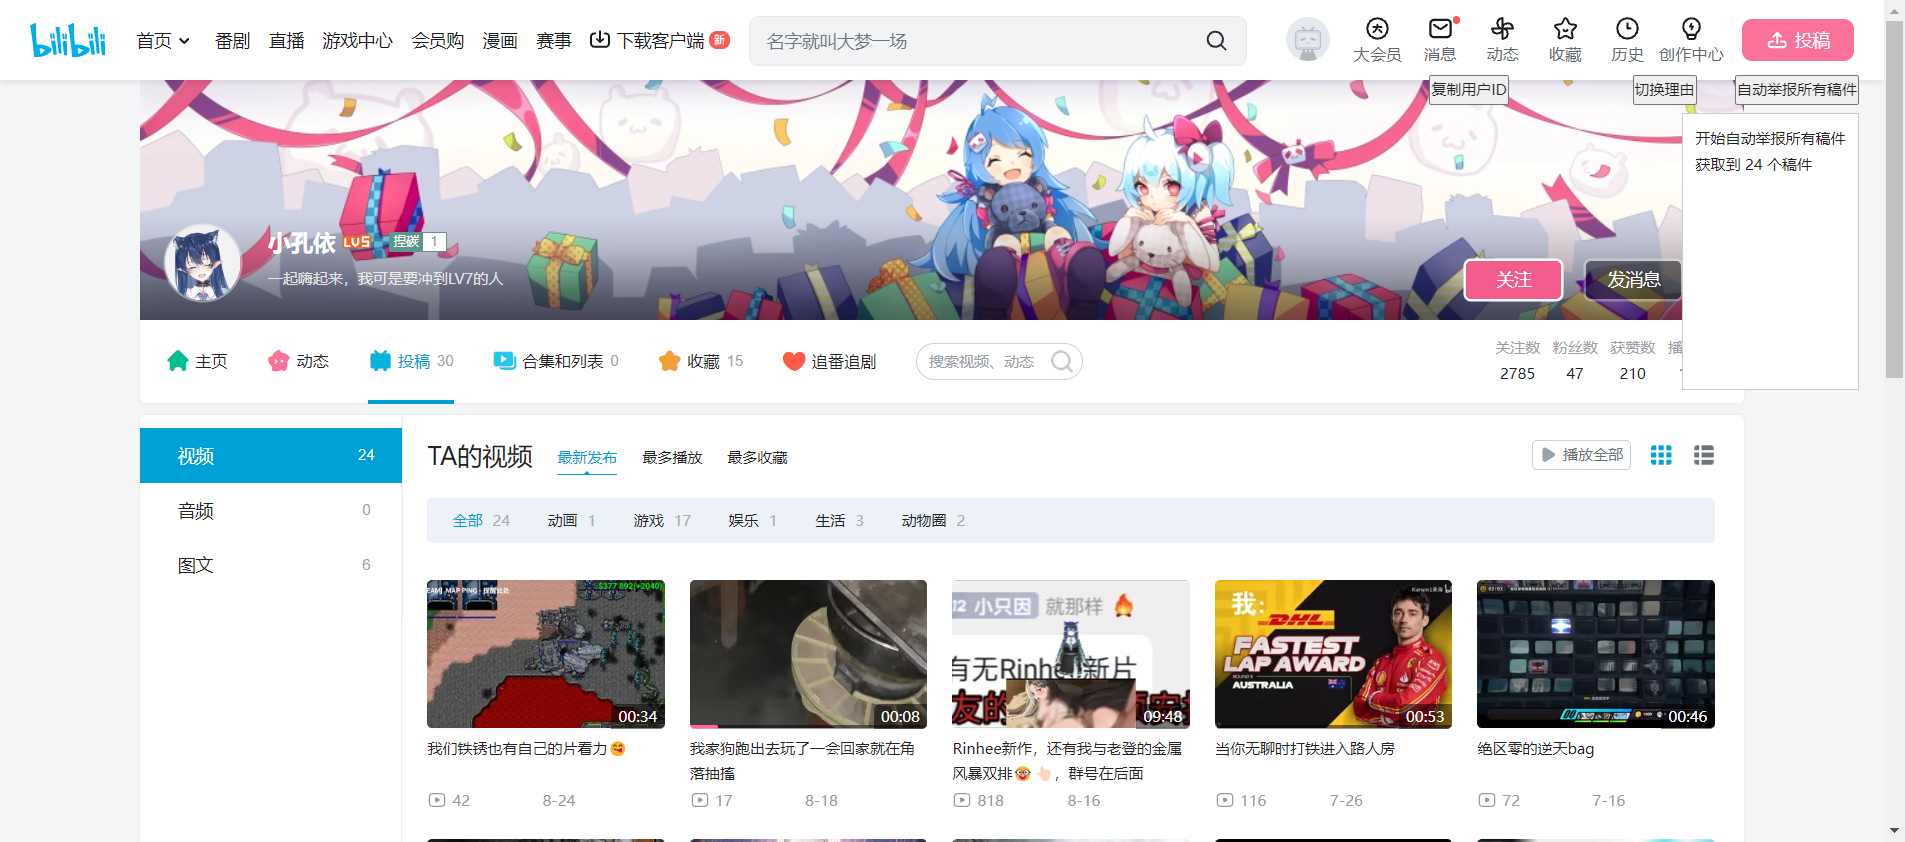 bilibili
首页
番剧
直播
游戏中心
会员购
漫画
赛事
下载客户端
新
名字就叫大梦一场
大会员
消息
动态
收藏
历史
创作中心
投稿
复制用户ID
切换理由
自动举报所有稿件
开始自动举报所有稿件
获取到 24 个稿件
小孔依
LV5
捏碳 1
一起嗨起来，我可是要冲到LV7的人
关注
发消息
主页
动态
投稿 30
合集和列表 0
收藏 15
追番追剧
搜索视频、动态
关注数
粉丝数
获赞数
播
2785
47
210
视频 24
音频 0
图文 6
TA的视频
最新发布
最多播放
最多收藏
播放全部
全部 24
动画 1
游戏 17
娱乐 1
生活 3
动物圈 2
$377 892(+2040)
00:34
我们铁锈也有自己的片看力
42
8-24
00:08
我家狗跑出去玩了一会回家就在角
落抽搐
17
8-18
12 小只因 就那样
有无Rinhee新片
09:48
Rinhee新作，还有我与老登的金属
风暴双排，群号在后面
818
8-16
我：
DHL
FASTEST
LAP AWARD
AUSTRALIA
00:53
当你无聊时打铁进入路人房
116
7-26
00:46
绝区零的逆天bag
72
7-16